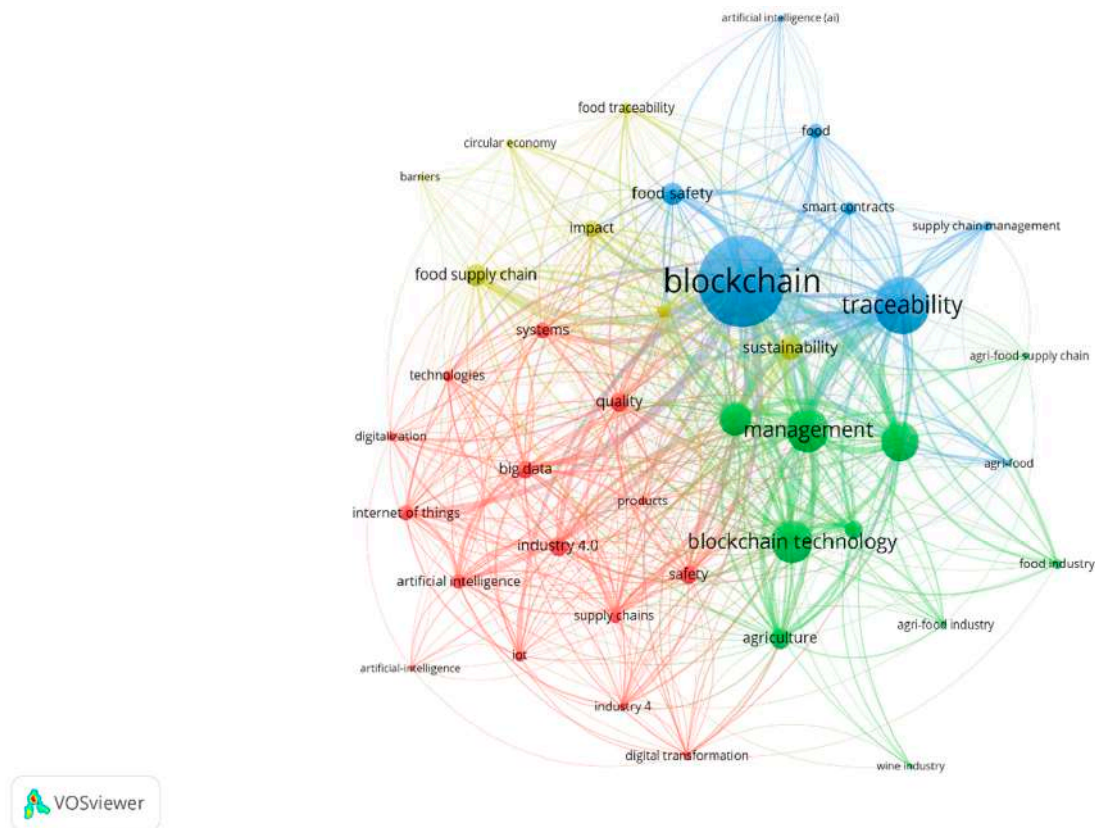 artificial intelligence (ai)
food traceability
food
circular economy
barriers
food safety
smart contracts
impact
supply chain management
food supply chain
blockchain
traceability
systems
sustainability
agri-food supply chain
technologies
quality
digitalization
management
big data
agri-food
products
internet of things
industry 4.0
blockchain technology
safety
food industry
artificial intelligence
supply chains
agri-food industry
agriculture
iot
artificial-intelligence
industry 4
digital transformation
wine industry
VOSviewer